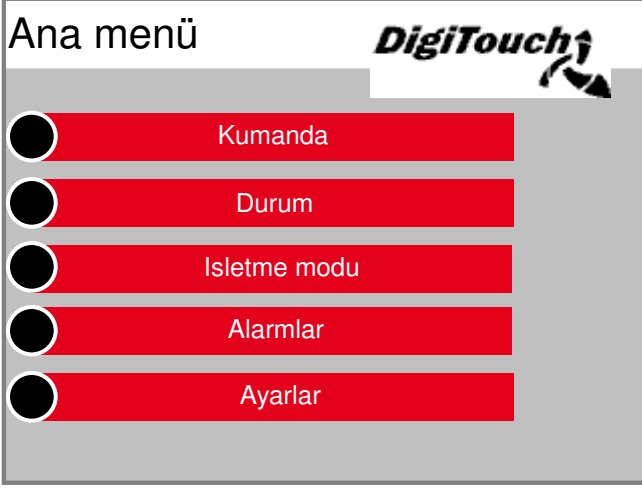 Ana menü
DigiTouch
Kumanda
Durum
Isletme modu
Alarmlar
Ayarlar